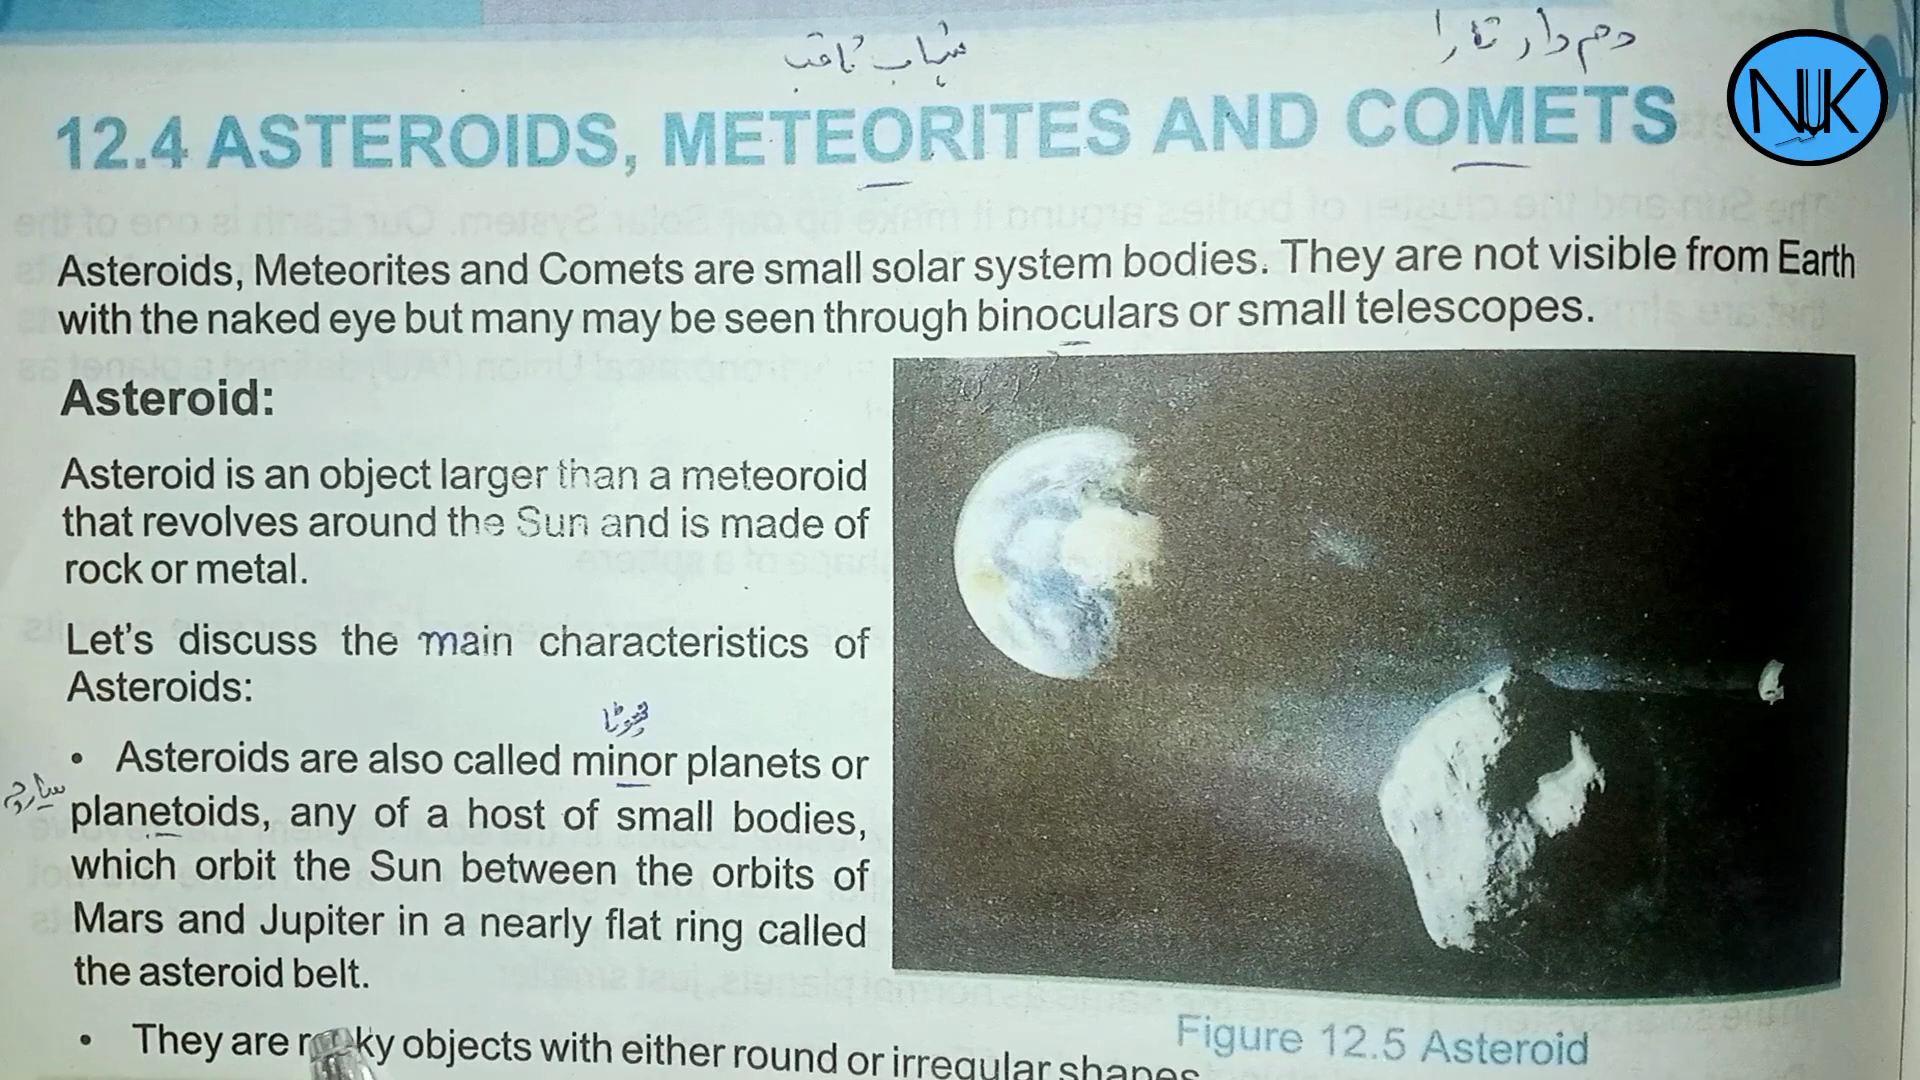 شہاب ثاقب
دم دار تارا
NUK
12.4 ASTEROIDS, METEORITES AND COMETS
Asteroids, Meteorites and Comets are small solar system bodies. They are not visible from Earth
with the naked eye but many may be seen through binoculars or small telescopes.
Asteroid:
Asteroid is an object larger than a meteoroid
that revolves around the Sun and is made of
rock or metal.
Let's discuss the main characteristics of
Asteroids:
چھوٹا
• Asteroids are also called minor planets or
planetoids, any of a host of small bodies,
which orbit the Sun between the orbits of
Mars and Jupiter in a nearly flat ring called
the asteroid belt.
• They are rocky objects with either round or irregular shapes
Figure 12.5 Asteroid